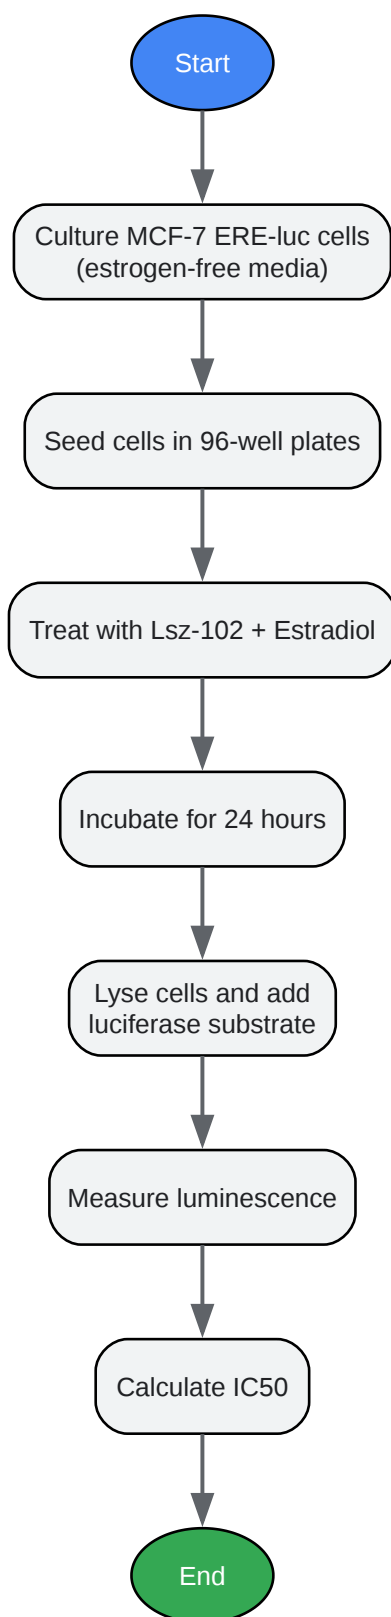 Start
Culture MCF-7 ERE-luc cells
(estrogen-free media)
Seed cells in 96-well plates
Treat with Lsz-102 + Estradiol
Incubate for 24 hours
Lyse cells and add
luciferase substrate
Measure luminescence
Calculate IC50
End